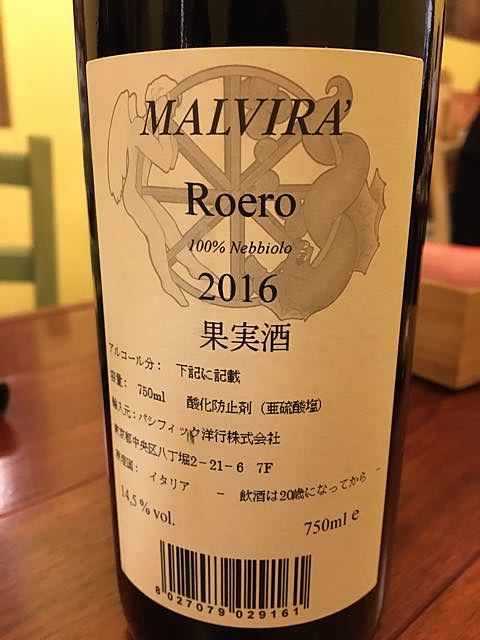 MALVIRA'
Roero
100% Nebbiolo
2016
果実酒
アルコール分： 下記に記載
容量： 750ml 酸化防止剤（亜硫酸塩）
輸入元：パシフィック洋行株式会社
東京都中央区八丁堀2-21-6 7F
原産国： イタリア - 飲酒は20歳になってから -
14,5 % vol.
750ml e
8 027079 029161